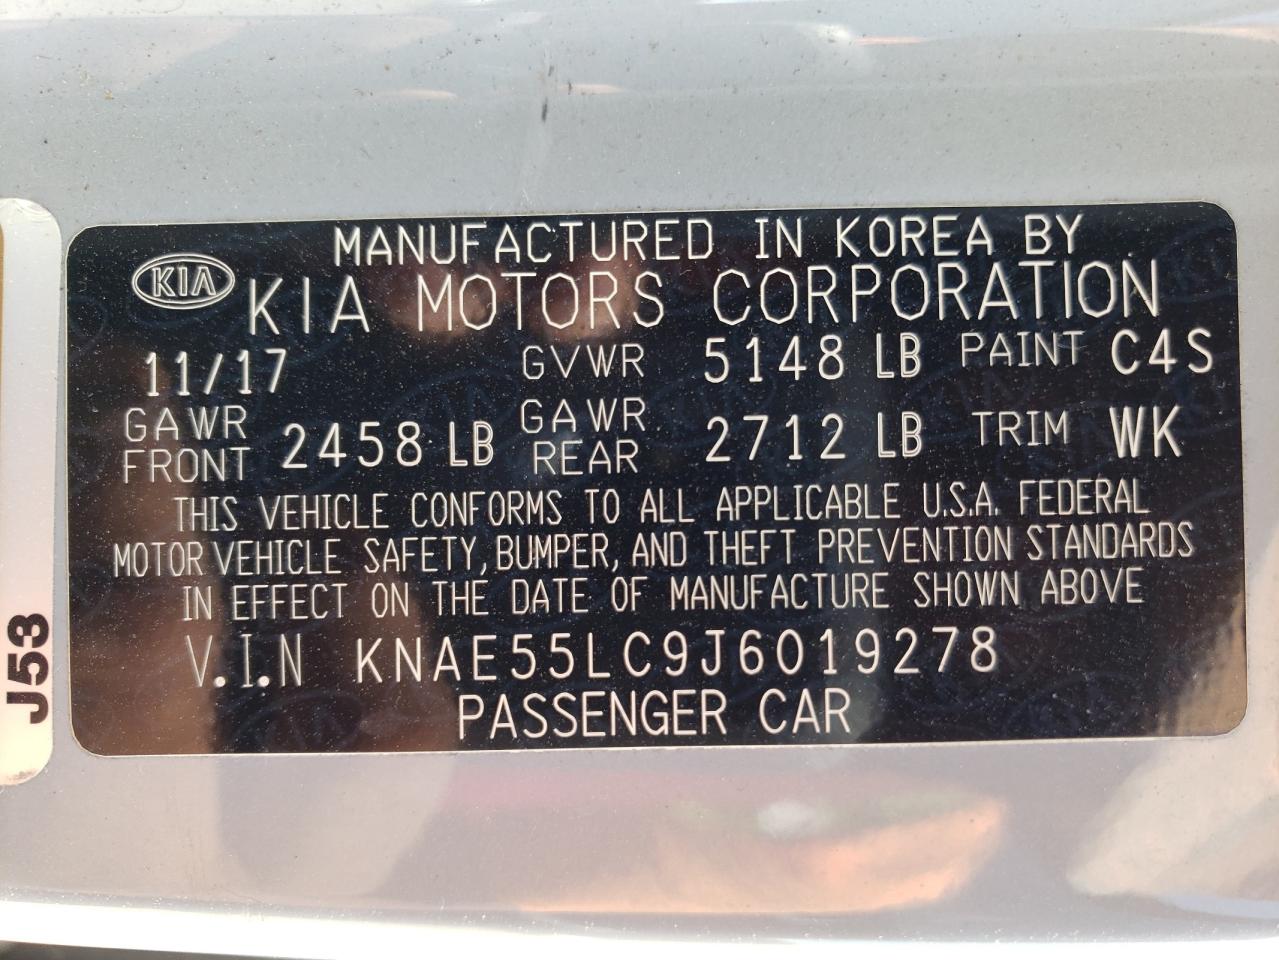 MANUFACTURED IN KOREA BY
KIA KIA MOTORS CORPORATION
11/17 GVWR 5148 LB PAINT C4S
GAWR FRONT 2458 LB GAWR REAR 2712 LB TRIM WK
THIS VEHICLE CONFORMS TO ALL APPLICABLE U.S.A. FEDERAL
MOTOR VEHICLE SAFETY, BUMPER, AND THEFT PREVENTION STANDARDS
IN EFFECT ON THE DATE OF MANUFACTURE SHOWN ABOVE
V.I.N KNAE55LC9J6019278
PASSENGER CAR
J53